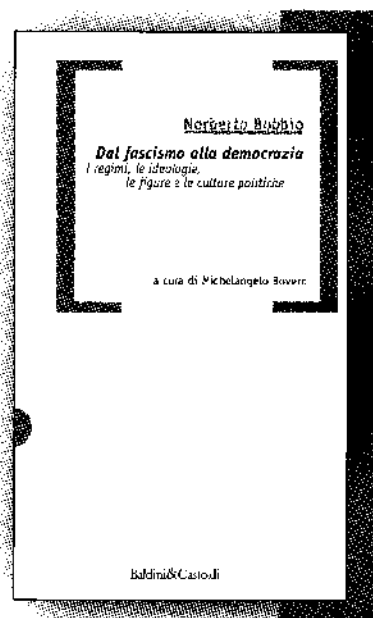 Norberto Bobbio
Dal fascismo alla democrazia
I regimi, le ideologie,
le figure e le culture politiche
a cura di Michelangelo Bovero
Baldini&Castoldi